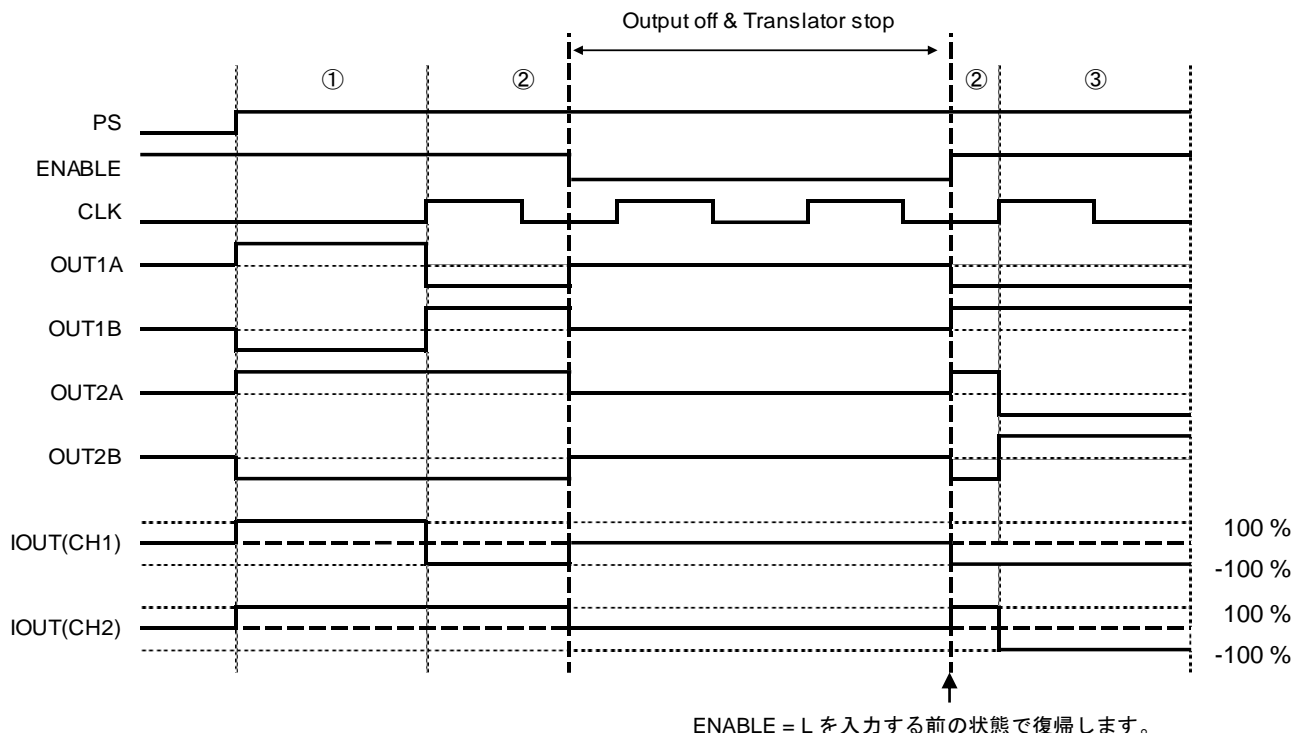 Output off & Translator stop
① ② ② ③
PS
ENABLE
CLK
OUT1A
OUT1B
OUT2A
OUT2B
IOUT(CH1)
100 %
-100 %
IOUT(CH2)
100 %
-100 %
ENABLE = L を入力する前の状態で復帰します。